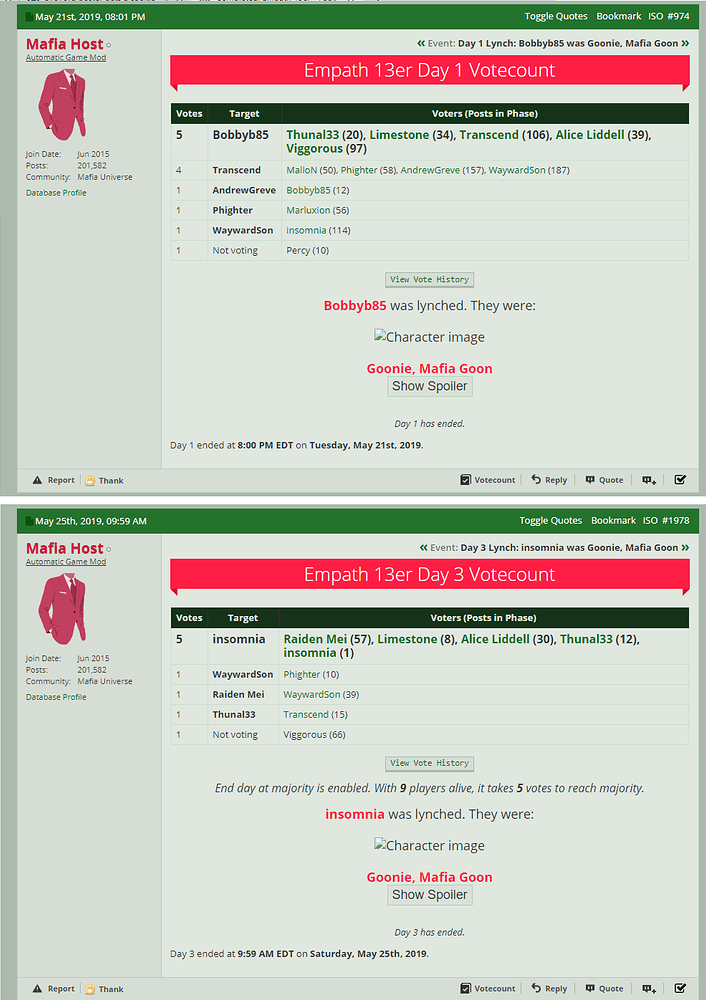 May 21st, 2019, 08:01 PM Toggle Quotes Bookmark ISO #974
Mafia Host
Automatic Game Mod
Join Date: Jun 2015
Posts: 201,582
Community: Mafia Universe
Database Profile
« Event: Day 1 Lynch: Bobbyb85 was Goonie, Mafia Goon »
Empath 13er Day 1 Votecount
Votes Target Voters (Posts in Phase)
5 Bobbyb85 Thunal33 (20), Limestone (34), Transcend (106), Alice Liddell (39),
Viggorous (97)
4 Transcend MalloN (50), Phighter (58), AndrewGreve (157), WaywardSon (187)
1 AndrewGreve Bobbyb85 (12)
1 Phighter Marluxion (56)
1 WaywardSon insomnia (114)
1 Not voting Percy (10)
View Vote History
Bobbyb85 was lynched. They were:
Character image
Goonie, Mafia Goon
Show Spoiler
Day 1 has ended.
Day 1 ended at 8:00 PM EDT on Tuesday, May 21st, 2019.
Report Thank Votecount Reply Quote
May 25th, 2019, 09:59 AM Toggle Quotes Bookmark ISO #1978
Mafia Host
Automatic Game Mod
Join Date: Jun 2015
Posts: 201,582
Community: Mafia Universe
Database Profile
« Event: Day 3 Lynch: insomnia was Goonie, Mafia Goon »
Empath 13er Day 3 Votecount
Votes Target Voters (Posts in Phase)
5 insomnia Raiden Mei (57), Limestone (8), Alice Liddell (30), Thunal33 (12),
insomnia (1)
1 WaywardSon Phighter (10)
1 Raiden Mei WaywardSon (39)
1 Thunal33 Transcend (15)
1 Not voting Viggorous (66)
View Vote History
End day at majority is enabled. With 9 players alive, it takes 5 votes to reach majority.
insomnia was lynched. They were:
Character image
Goonie, Mafia Goon
Show Spoiler
Day 3 has ended.
Day 3 ended at 9:59 AM EDT on Saturday, May 25th, 2019.
Report Thank Votecount Reply Quote